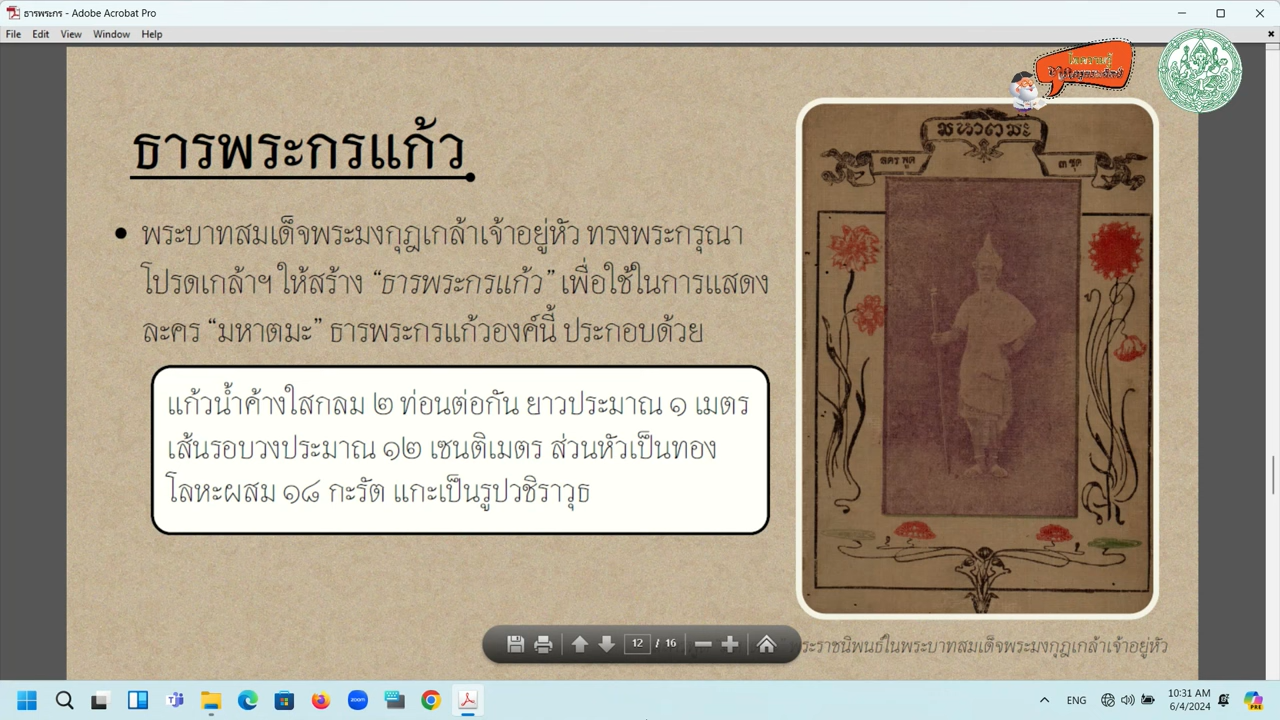 ธารพระกร - Adobe Acrobat Pro
File Edit View Window Help
ธารพระกรแก้ว
พระบาทสมเด็จพระมงกุฎเกล้าเจ้าอยู่หัว ทรงพระกรุณา
โปรดเกล้าฯ ให้สร้าง “ธารพระกรแก้ว” เพื่อใช้ในการแสดง
ละคร “มหาตมะ” ธารพระกรแก้วองค์นี้ ประกอบด้วย
แก้วน้ำค้างใสกลม ๒ ท่อนต่อกัน ยาวประมาณ ๑ เมตร
เส้นรอบวงประมาณ ๑๒ เซนติเมตร ส่วนหัวเป็นทอง
โลหะผสม ๑๘ กะรัต แกะเป็นรูปวชิราวุธ
มหาตมะ
ลคร พูด
๓ ชุด
ระราชนิพนธ์ในพระบาทสมเด็จพระมงกุฎเกล้าเจ้าอยู่หัว
12 / 16
zoom
ENG
10:31 AM
6/4/2024
PRE